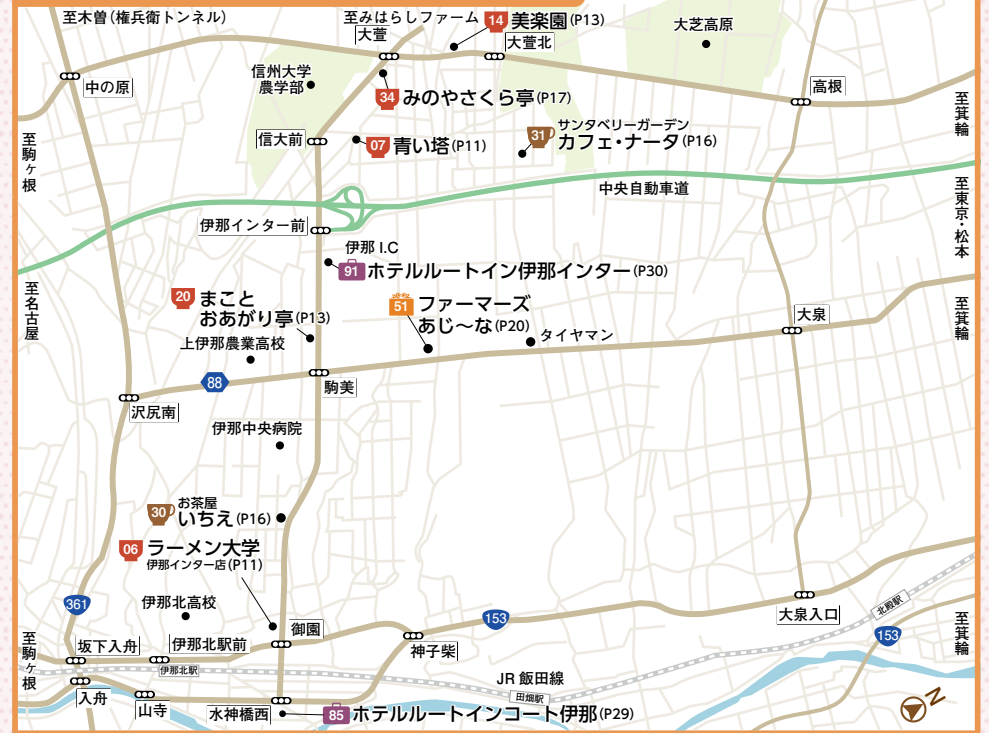 至木曽(権兵衛トンネル)
至みはらしファーム
14 美楽園(P13)
大芝高原
大萱
大萱北
中の原
信州大学
農学部
高根
34 みのやさくら亭(P17)
至箕輪
サンタベリーガーデン
31 カフェ・ナータ(P16)
信大前
07 青い塔(P11)
至駒ヶ根
中央自動車道
至東京・松本
伊那インター前
伊那 I.C
91 ホテルルートイン伊那インター(P30)
至名古屋
20 まこと
おあがり亭(P13)
51 ファーマーズ
あじ〜な(P20)
タイヤマン
大泉
至箕輪
上伊那農業高校
88
駒美
沢尻南
伊那中央病院
お茶屋
30 いちえ(P16)
06 ラーメン大学
伊那インター店(P11)
361
伊那北高校
153
大泉入口
北殿駅
153
至箕輪
至駒ヶ根
坂下入舟
伊那北駅前
御園
神子柴
伊那北駅
JR 飯田線
田畑駅
入舟
山寺
水神橋西
85 ホテルルートインコート伊那(P29)
N